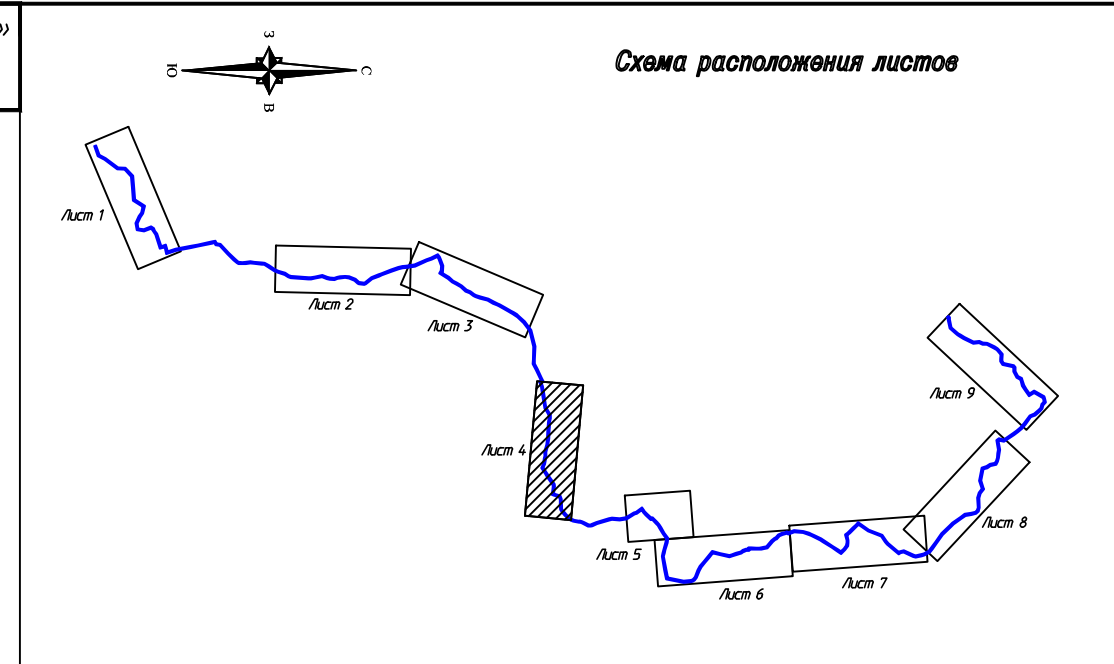 »
Схема расположения листов
З
Ю
С
В
Лист 1
Лист 2
Лист 3
Лист 4
Лист 5
Лист 6
Лист 7
Лист 8
Лист 9